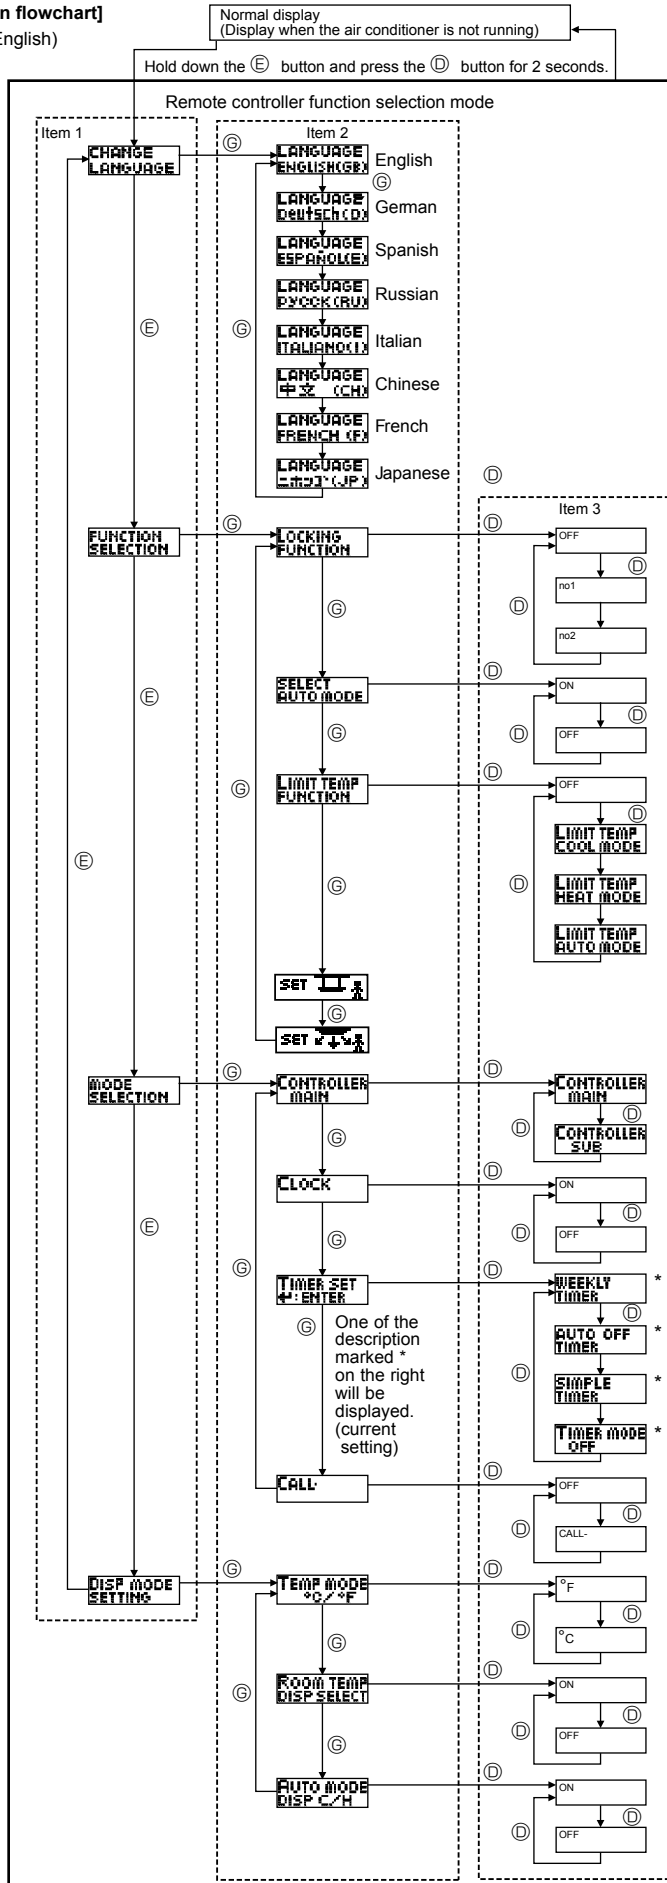 n flowchart]
English)
Normal display
(Display when the air conditioner is not running)
Hold down the Ⓔ button and press the Ⓓ button for 2 seconds.
Remote controller function selection mode
Item 1
Item 2
CHANGE
LANGUAGE
Ⓖ
LANGUAGE
ENGLISH(GB)
English
Ⓖ
LANGUAGE
Deutsch(D)
German
LANGUAGE
ESPAÑOL(E)
Spanish
LANGUAGE
РУССК(RU)
Russian
Ⓔ
Ⓖ
LANGUAGE
ITALIANO(I)
Italian
LANGUAGE
中文 (CH)
Chinese
LANGUAGE
FRENCH (F)
French
LANGUAGE
ニホンゴ(JP)
Japanese
Ⓓ
Item 3
FUNCTION
SELECTION
Ⓖ
LOCKING
FUNCTION
Ⓓ
OFF
Ⓓ
no1
Ⓓ
Ⓖ
no2
SELECT
AUTO MODE
Ⓓ
ON
Ⓔ
Ⓓ
Ⓖ
Ⓓ
OFF
LIMIT TEMP
FUNCTION
Ⓓ
OFF
Ⓖ
Ⓓ
LIMIT TEMP
COOL MODE
Ⓔ
Ⓖ
Ⓓ
LIMIT TEMP
HEAT MODE
LIMIT TEMP
AUTO MODE
SET
Ⓖ
SET
MODE
SELECTION
Ⓖ
CONTROLLER
MAIN
Ⓓ
CONTROLLER
MAIN
Ⓓ
Ⓖ
Ⓓ
CONTROLLER
SUB
CLOCK
Ⓓ
ON
Ⓔ
Ⓓ
Ⓖ
Ⓓ
OFF
Ⓖ
TIMER SET
↵:ENTER
Ⓓ
WEEKLY
TIMER
*
Ⓓ
Ⓖ
One of the
description
marked *
on the right
will be
displayed.
(current
setting)
AUTO OFF
TIMER
*
Ⓓ
SIMPLE
TIMER
*
TIMER MODE
OFF
*
CALL-
Ⓓ
OFF
Ⓓ
Ⓓ
CALL-
DISP MODE
SETTING
Ⓖ
TEMP MODE
°C/°F
Ⓓ
°F
Ⓓ
Ⓖ
Ⓓ
°C
Ⓖ
ROOM TEMP
DISP SELECT
Ⓓ
ON
Ⓓ
Ⓖ
Ⓓ
OFF
AUTO MODE
DISP C/H
Ⓓ
ON
Ⓓ
Ⓓ
OFF